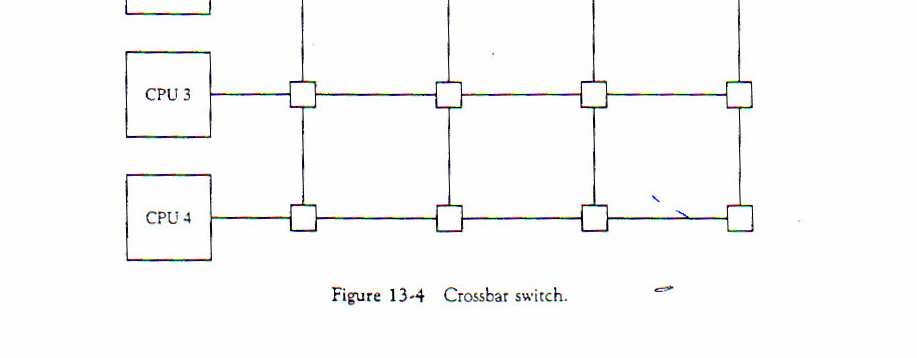 CPU 3
CPU 4
Figure 13-4 Crossbar switch.